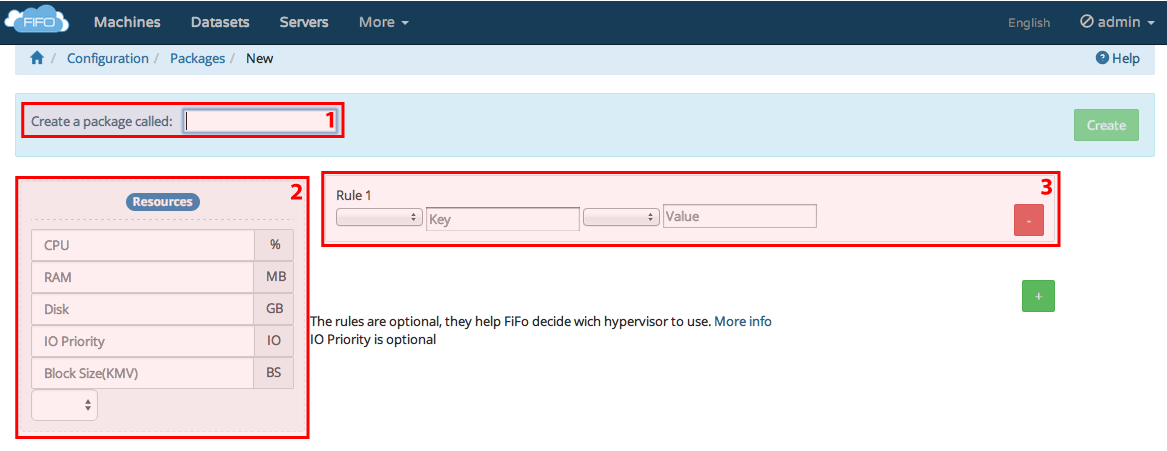 FIFO Machines Datasets Servers More English admin
/ Configuration / Packages / New Help
Create a package called: 1 Create
Resources 2
CPU %
RAM MB
Disk GB
IO Priority IO
Block Size(KMV) BS
Rule 1 3
Key Value -
+
The rules are optional, they help FiFo decide wich hypervisor to use. More info
IO Priority is optional